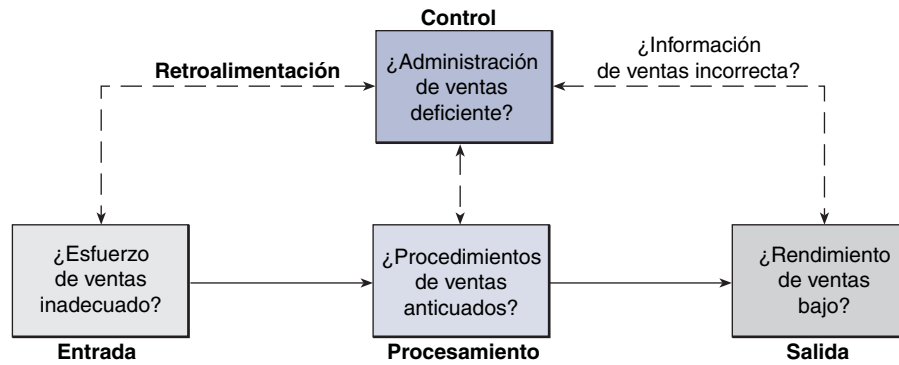 Control
¿Administración
de ventas
deficiente?
Retroalimentación
¿Información
de ventas incorrecta?
¿Esfuerzo
de ventas
inadecuado?
Entrada
¿Procedimientos
de ventas
anticuados?
Procesamiento
¿Rendimiento
de ventas
bajo?
Salida